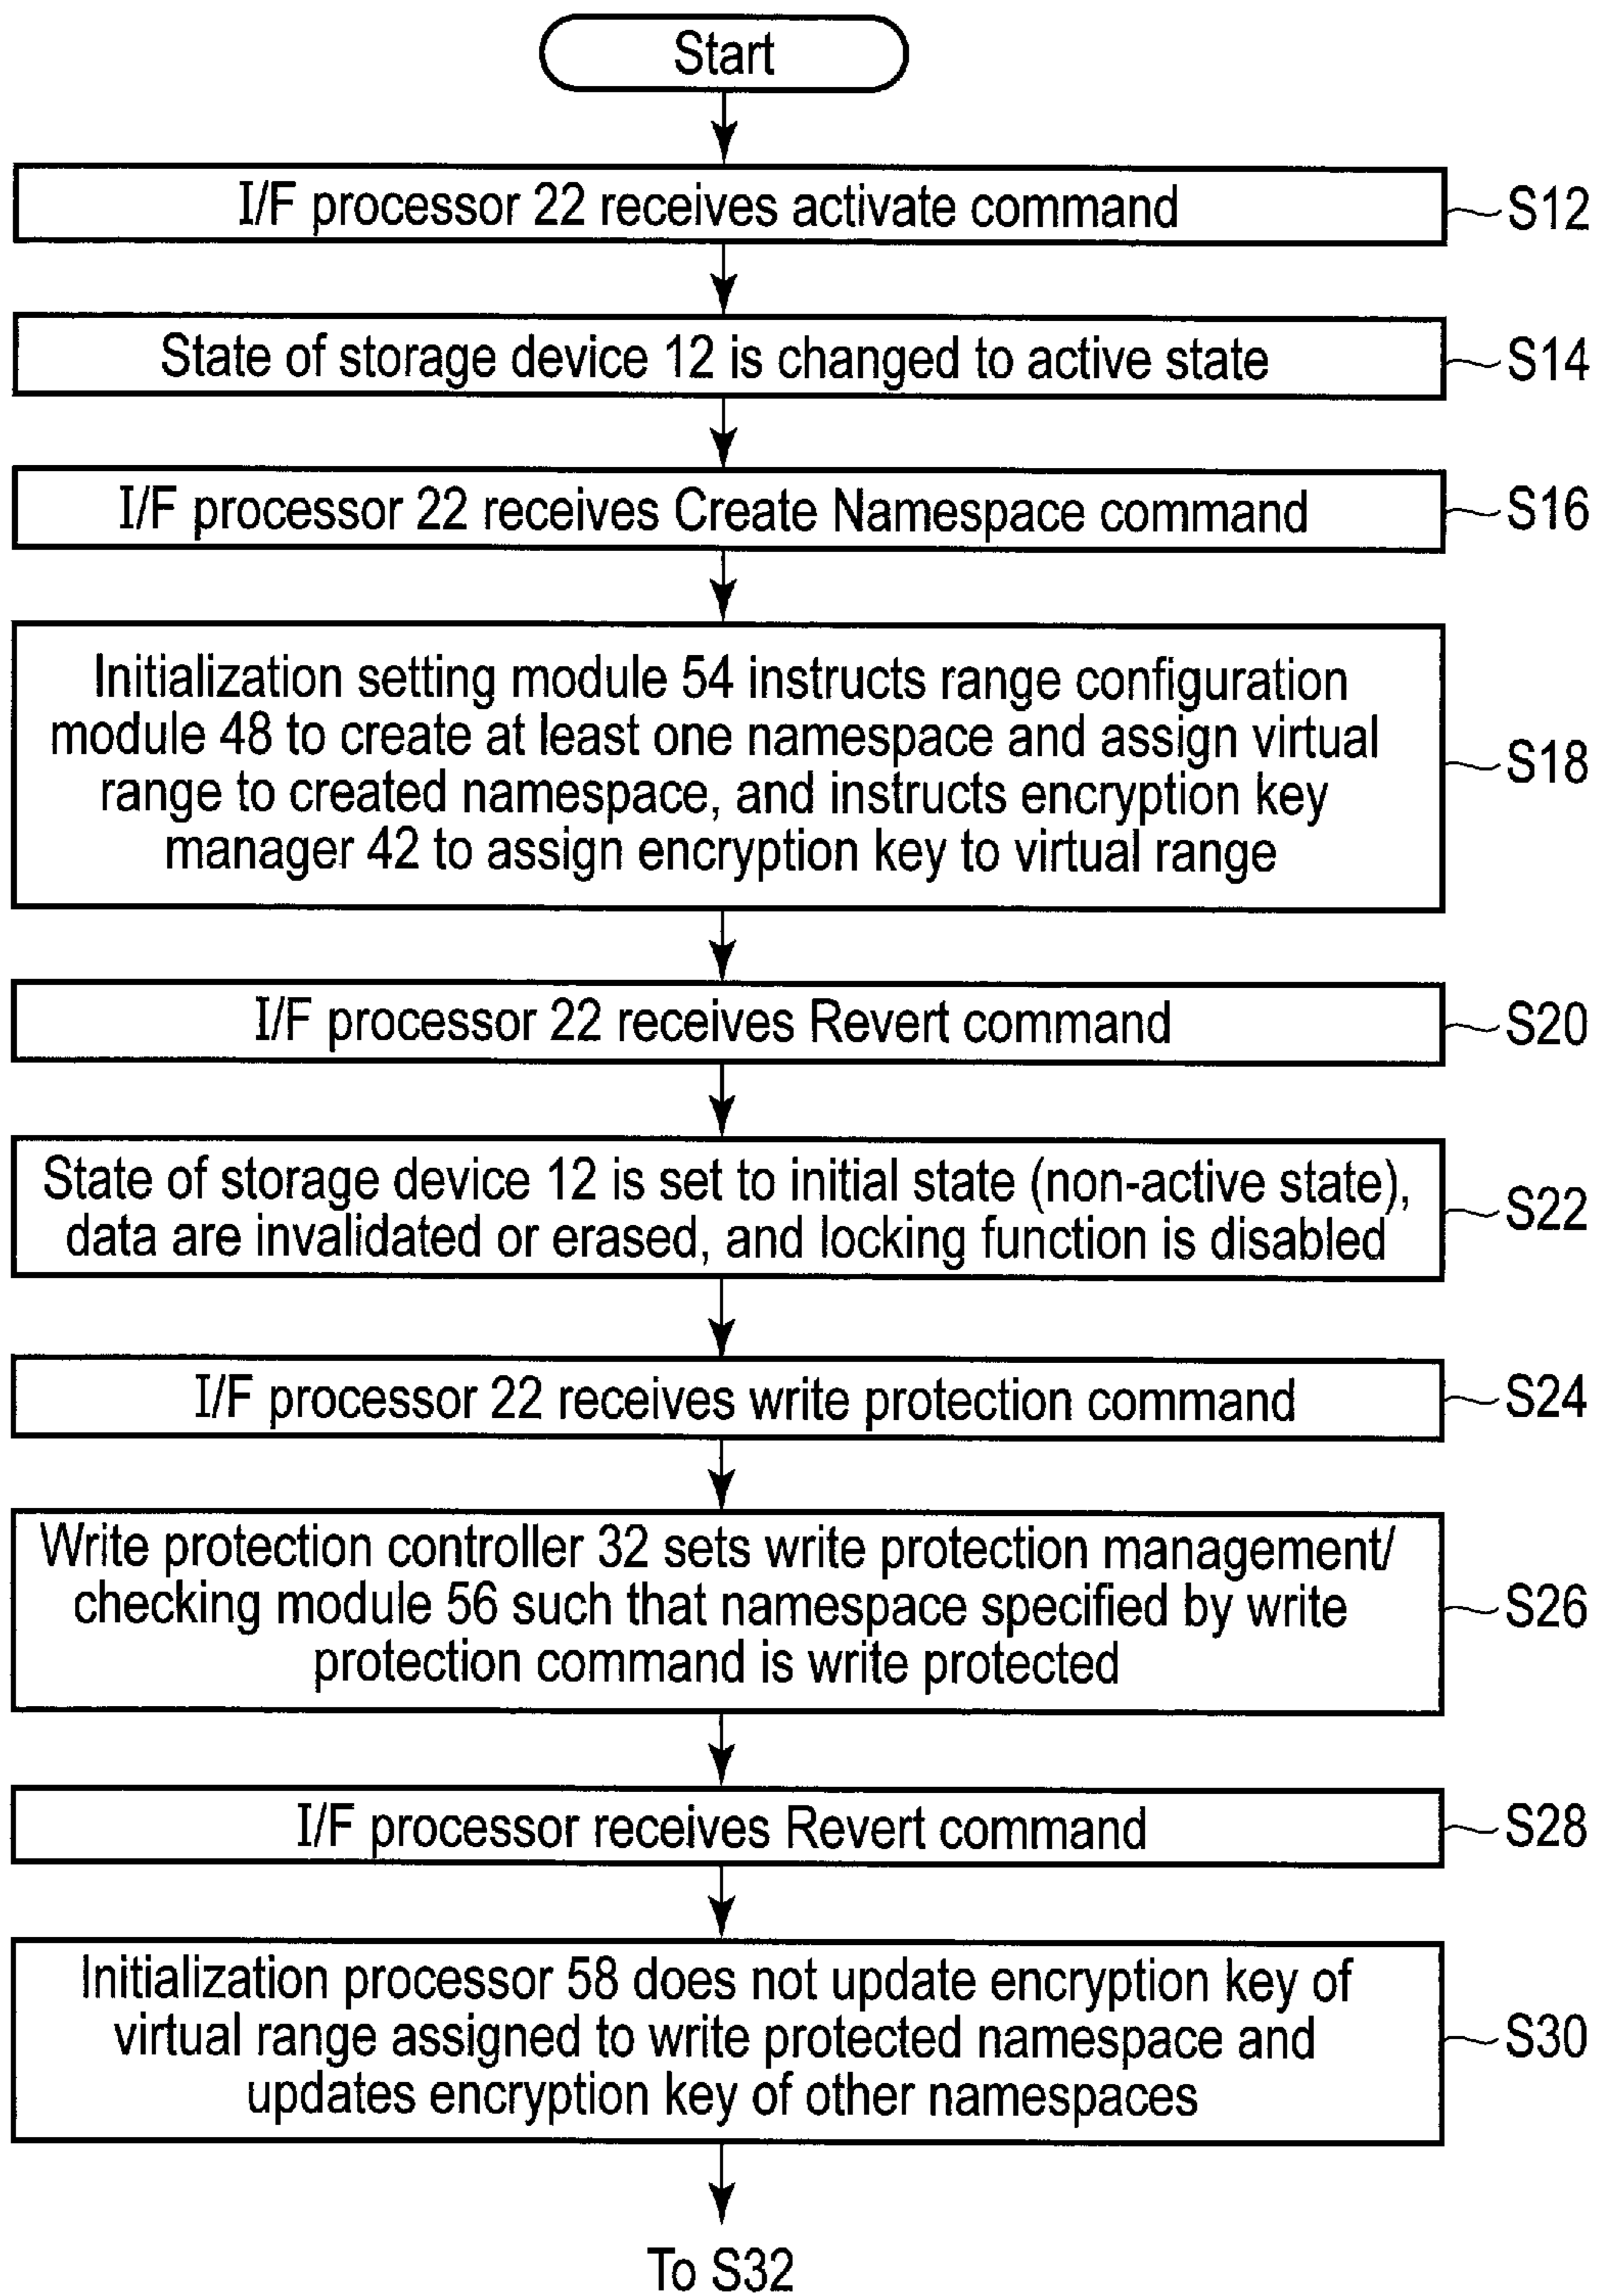 Start
I/F processor 22 receives activate command
S12
State of storage device 12 is changed to active state
S14
I/F processor 22 receives Create Namespace command
S16
Initialization setting module 54 instructs range configuration
module 48 to create at least one namespace and assign virtual
range to created namespace, and instructs encryption key
manager 42 to assign encryption key to virtual range
S18
I/F processor 22 receives Revert command
S20
State of storage device 12 is set to initial state (non-active state),
data are invalidated or erased, and locking function is disabled
S22
I/F processor 22 receives write protection command
S24
Write protection controller 32 sets write protection management/
checking module 56 such that namespace specified by write
protection command is write protected
S26
I/F processor receives Revert command
S28
Initialization processor 58 does not update encryption key of
virtual range assigned to write protected namespace and
updates encryption key of other namespaces
S30
To S32